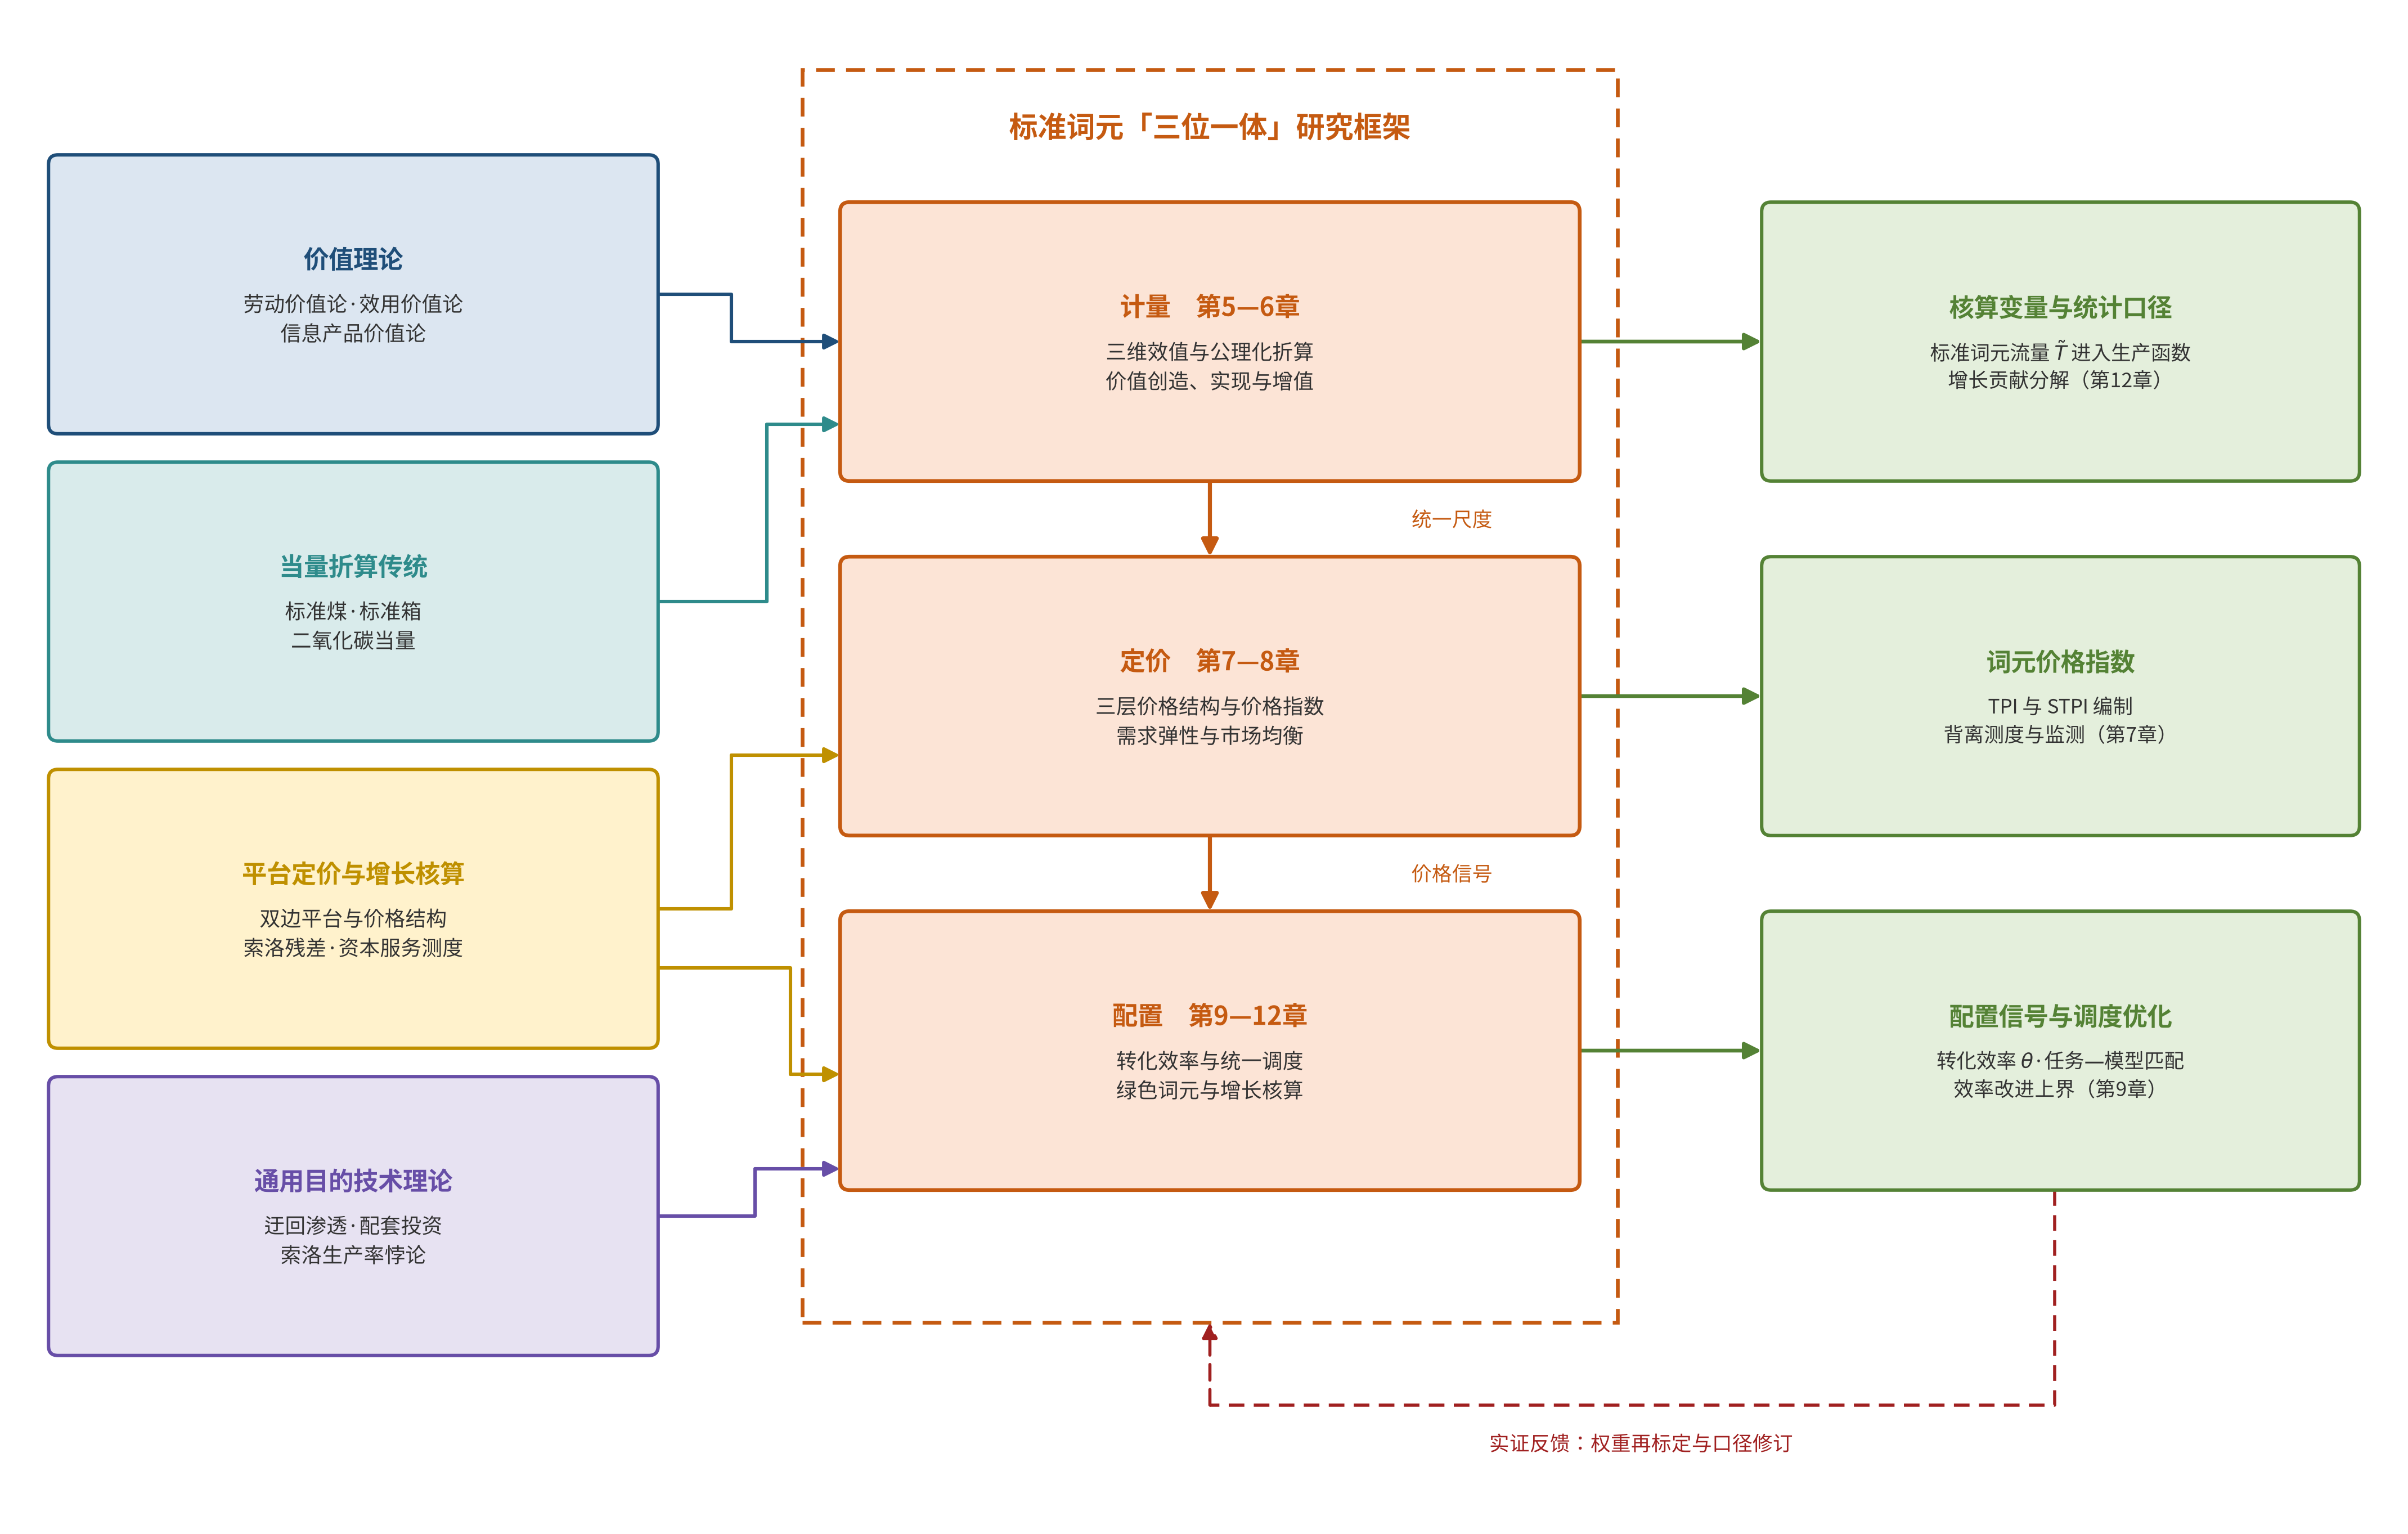 标准词元「三位一体」研究框架
价值理论
劳动价值论·效用价值论
信息产品价值论
当量折算传统
标准煤·标准箱
二氧化碳当量
平台定价与增长核算
双边平台与价格结构
索洛残差·资本服务测度
通用目的技术理论
迂回渗透·配套投资
索洛生产率悖论
计量 第5—6章
三维效值与公理化折算
价值创造、实现与增值
统一尺度
定价 第7—8章
三层价格结构与价格指数
需求弹性与市场均衡
价格信号
配置 第9—12章
转化效率与统一调度
绿色词元与增长核算
核算变量与统计口径
标准词元流量 T̃ 进入生产函数
增长贡献分解（第12章）
词元价格指数
TPI 与 STPI 编制
背离测度与监测（第7章）
配置信号与调度优化
转化效率 θ·任务—模型匹配
效率改进上界（第9章）
实证反馈：权重再标定与口径修订